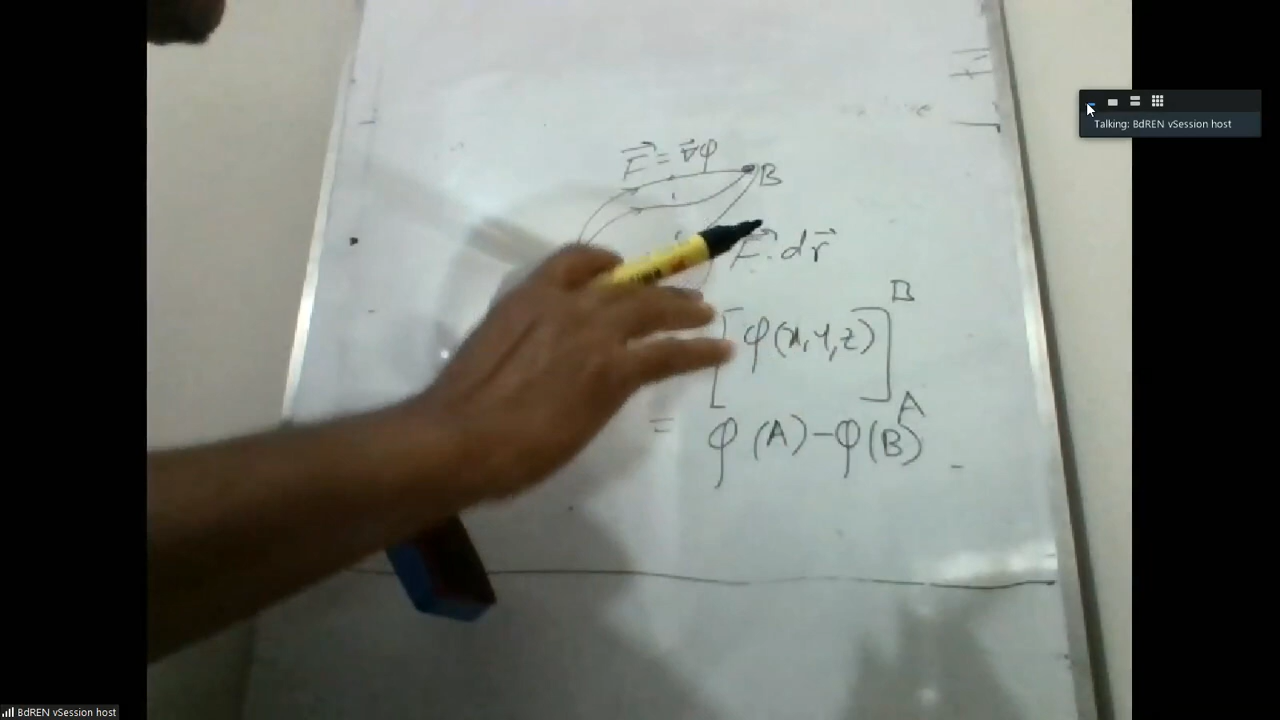 Talking: BdREN vSession host
F⃗ = ∇⃗φ
B
F⃗. dr⃗
[φ(x,y,z)]
B
A
= φ(A)-φ(B)
BdREN vSession host